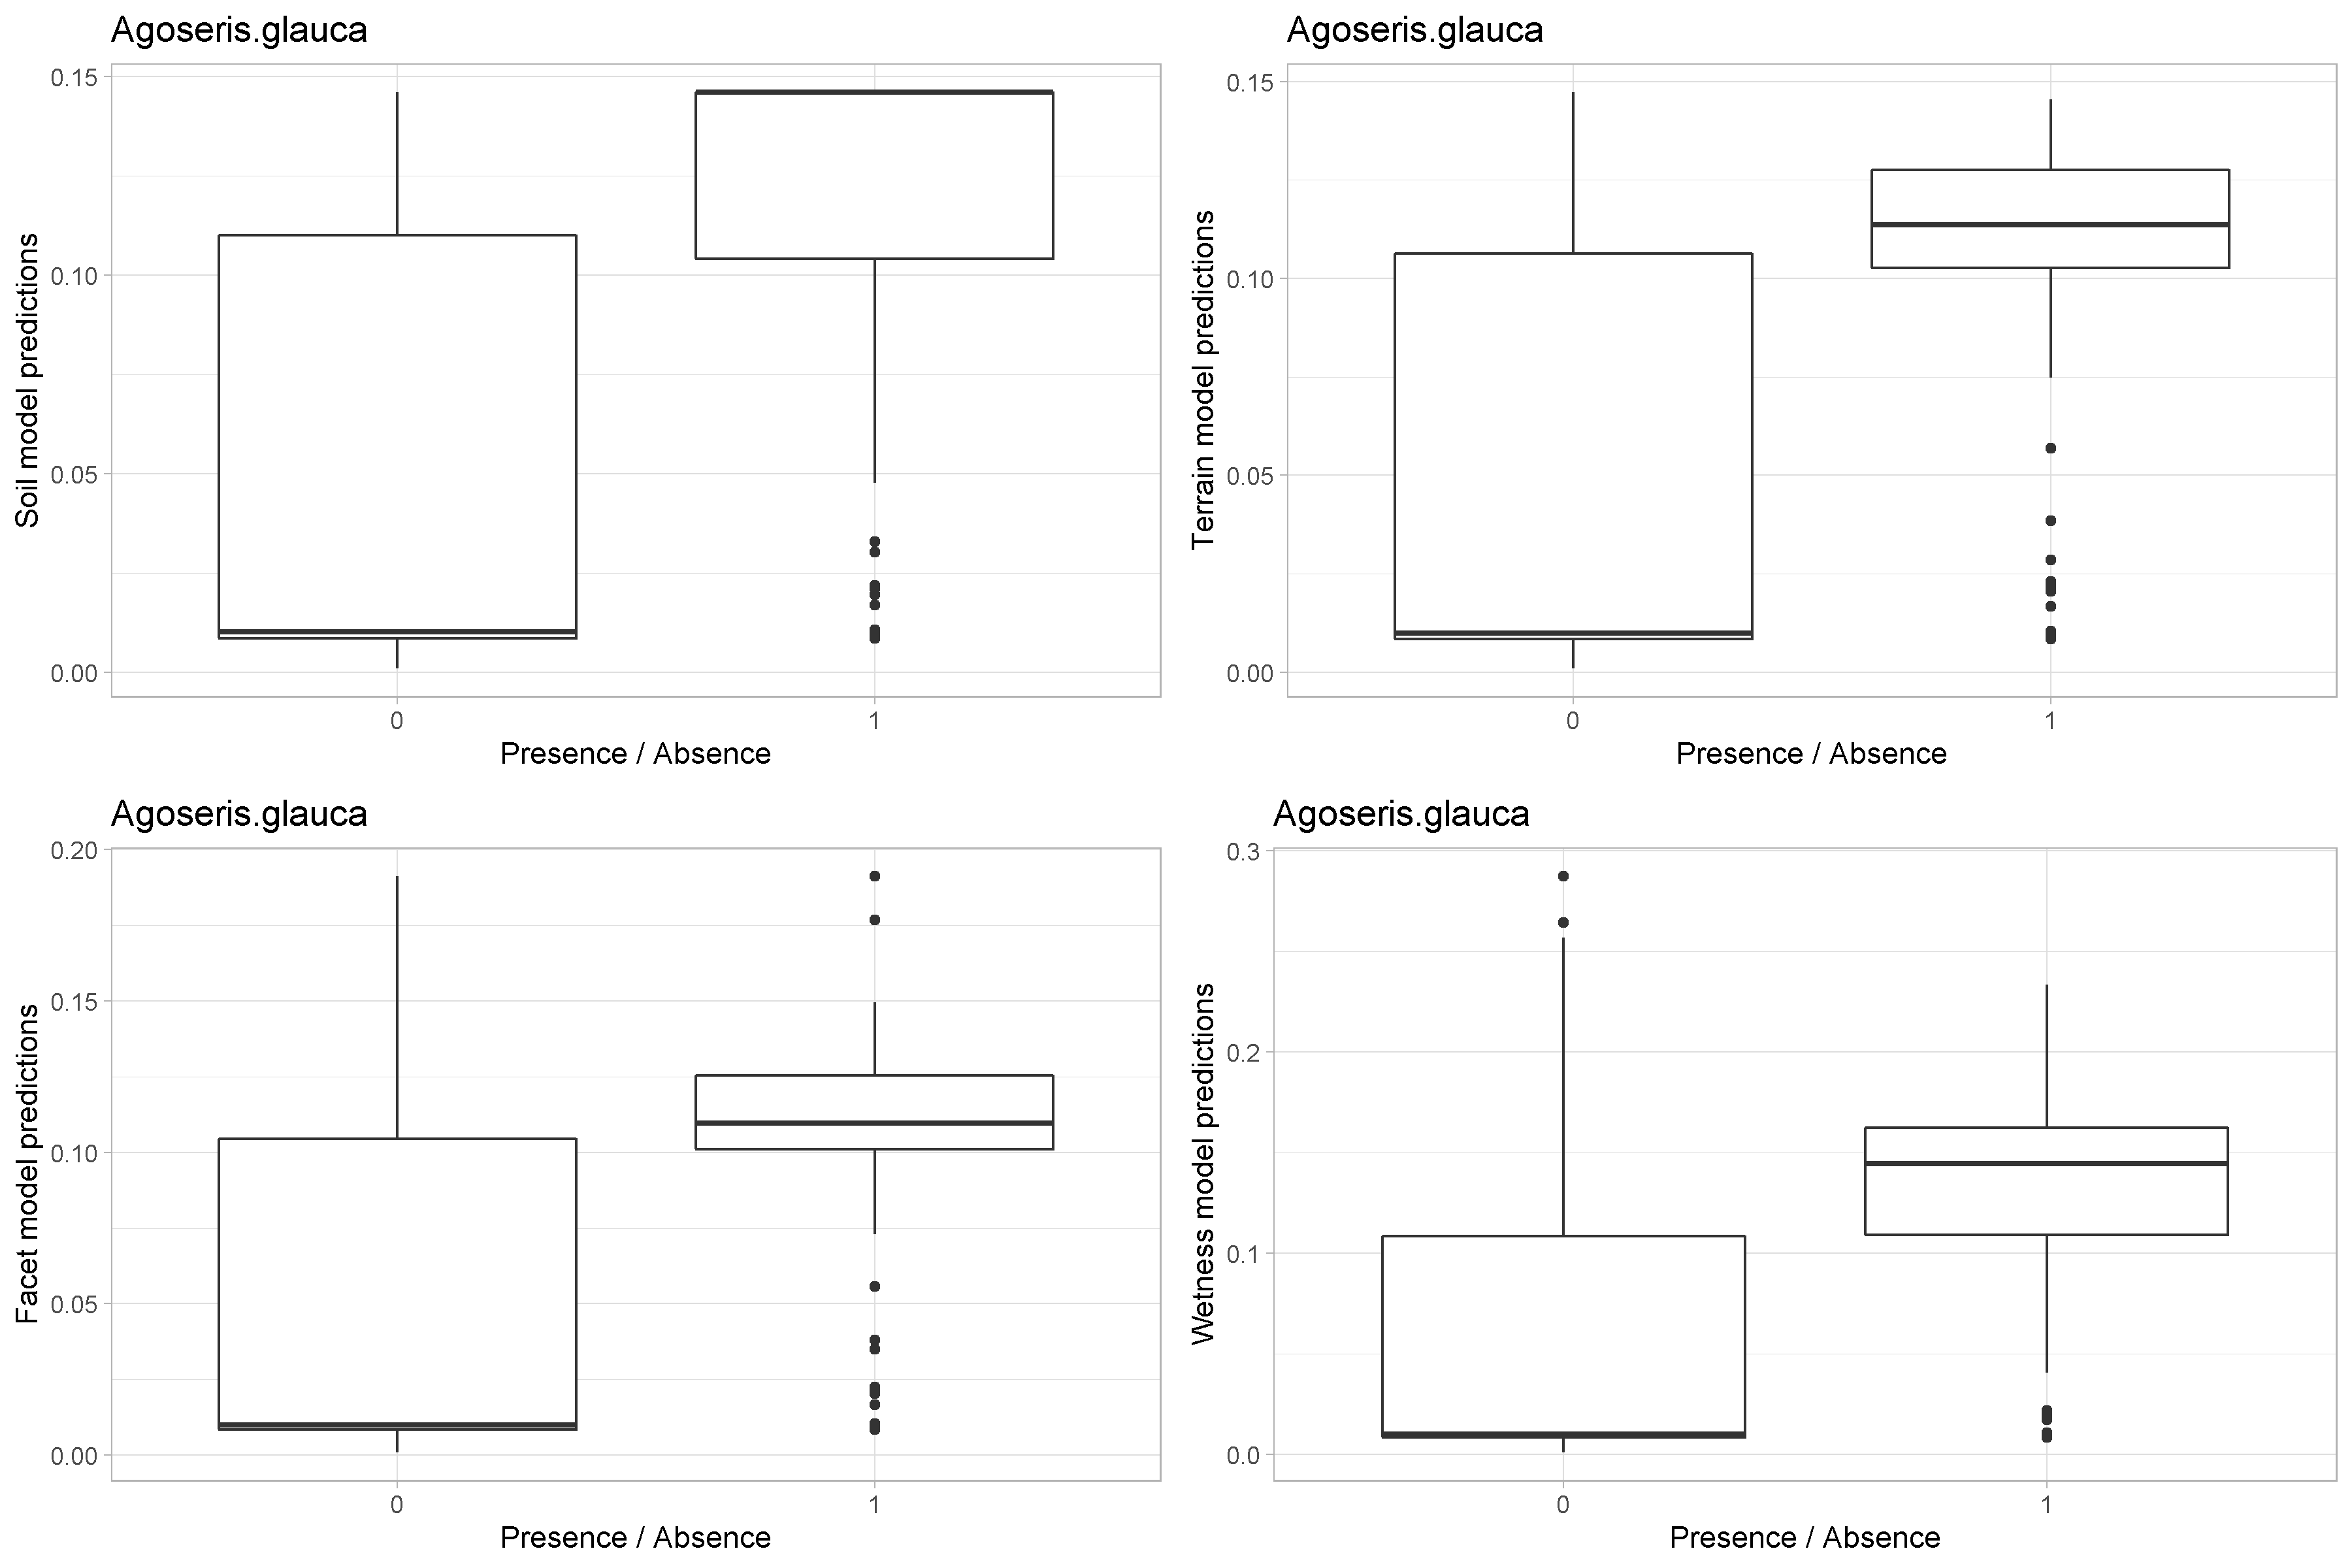 Agoseris.glauca
Soil model predictions
0.15
0.10
0.05
0.00
0
1
Presence / Absence
Agoseris.glauca
Terrain model predictions
0.15
0.10
0.05
0.00
0
1
Presence / Absence
Agoseris.glauca
Facet model predictions
0.20
0.15
0.10
0.05
0.00
0
1
Presence / Absence
Agoseris.glauca
Wetness model predictions
0.3
0.2
0.1
0.0
0
1
Presence / Absence